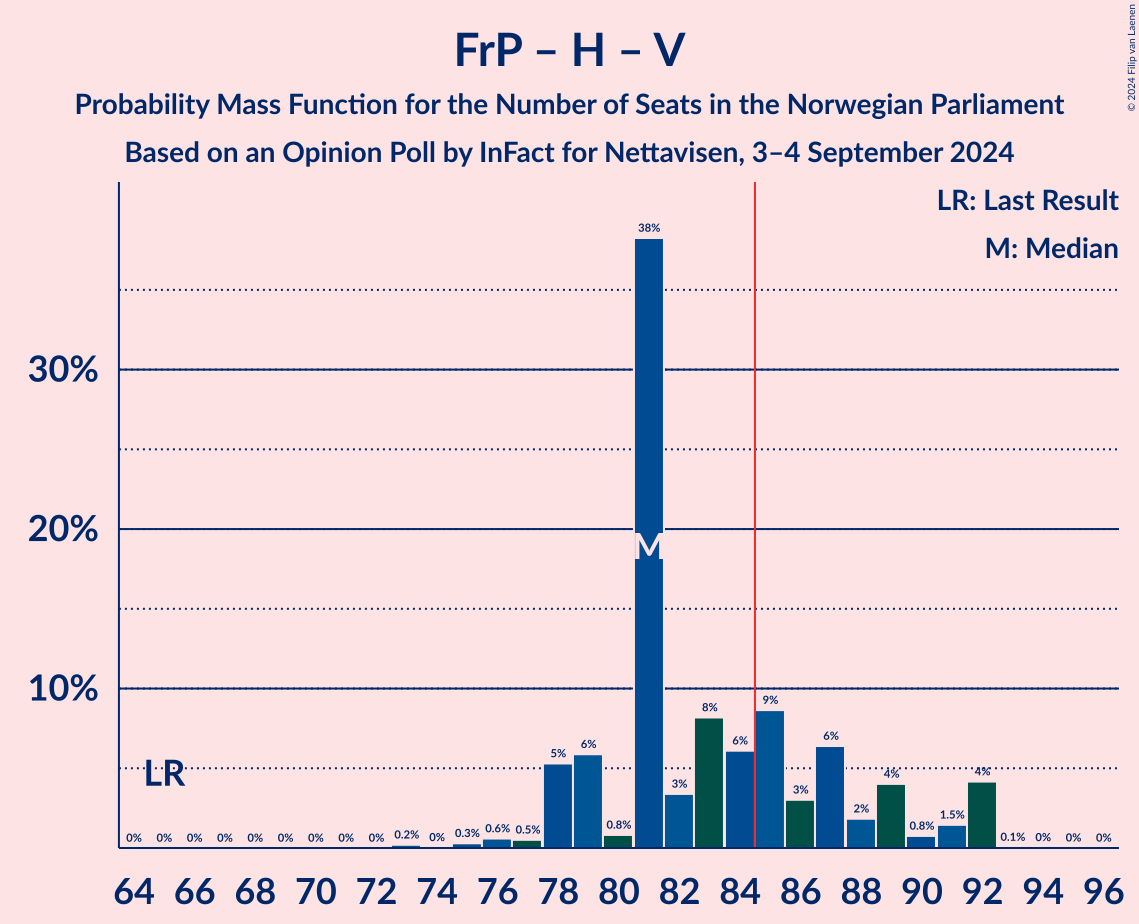 FrP – H – V
Probability Mass Function for the Number of Seats in the Norwegian Parliament
Based on an Opinion Poll by InFact for Nettavisen, 3–4 September 2024
© 2024 Filip van Laenen
LR: Last Result
M: Median
38%
30%
20%
M
10%
9%
8%
6%
6%
6%
5%
4%
4%
3%
3%
2%
1.5%
LR
0% 0% 0% 0% 0% 0% 0% 0% 0% 0.2% 0% 0.3% 0.6% 0.5% 0.8% 0.8% 0.1% 0% 0% 0%
64 66 68 70 72 74 76 78 80 82 84 86 88 90 92 94 96